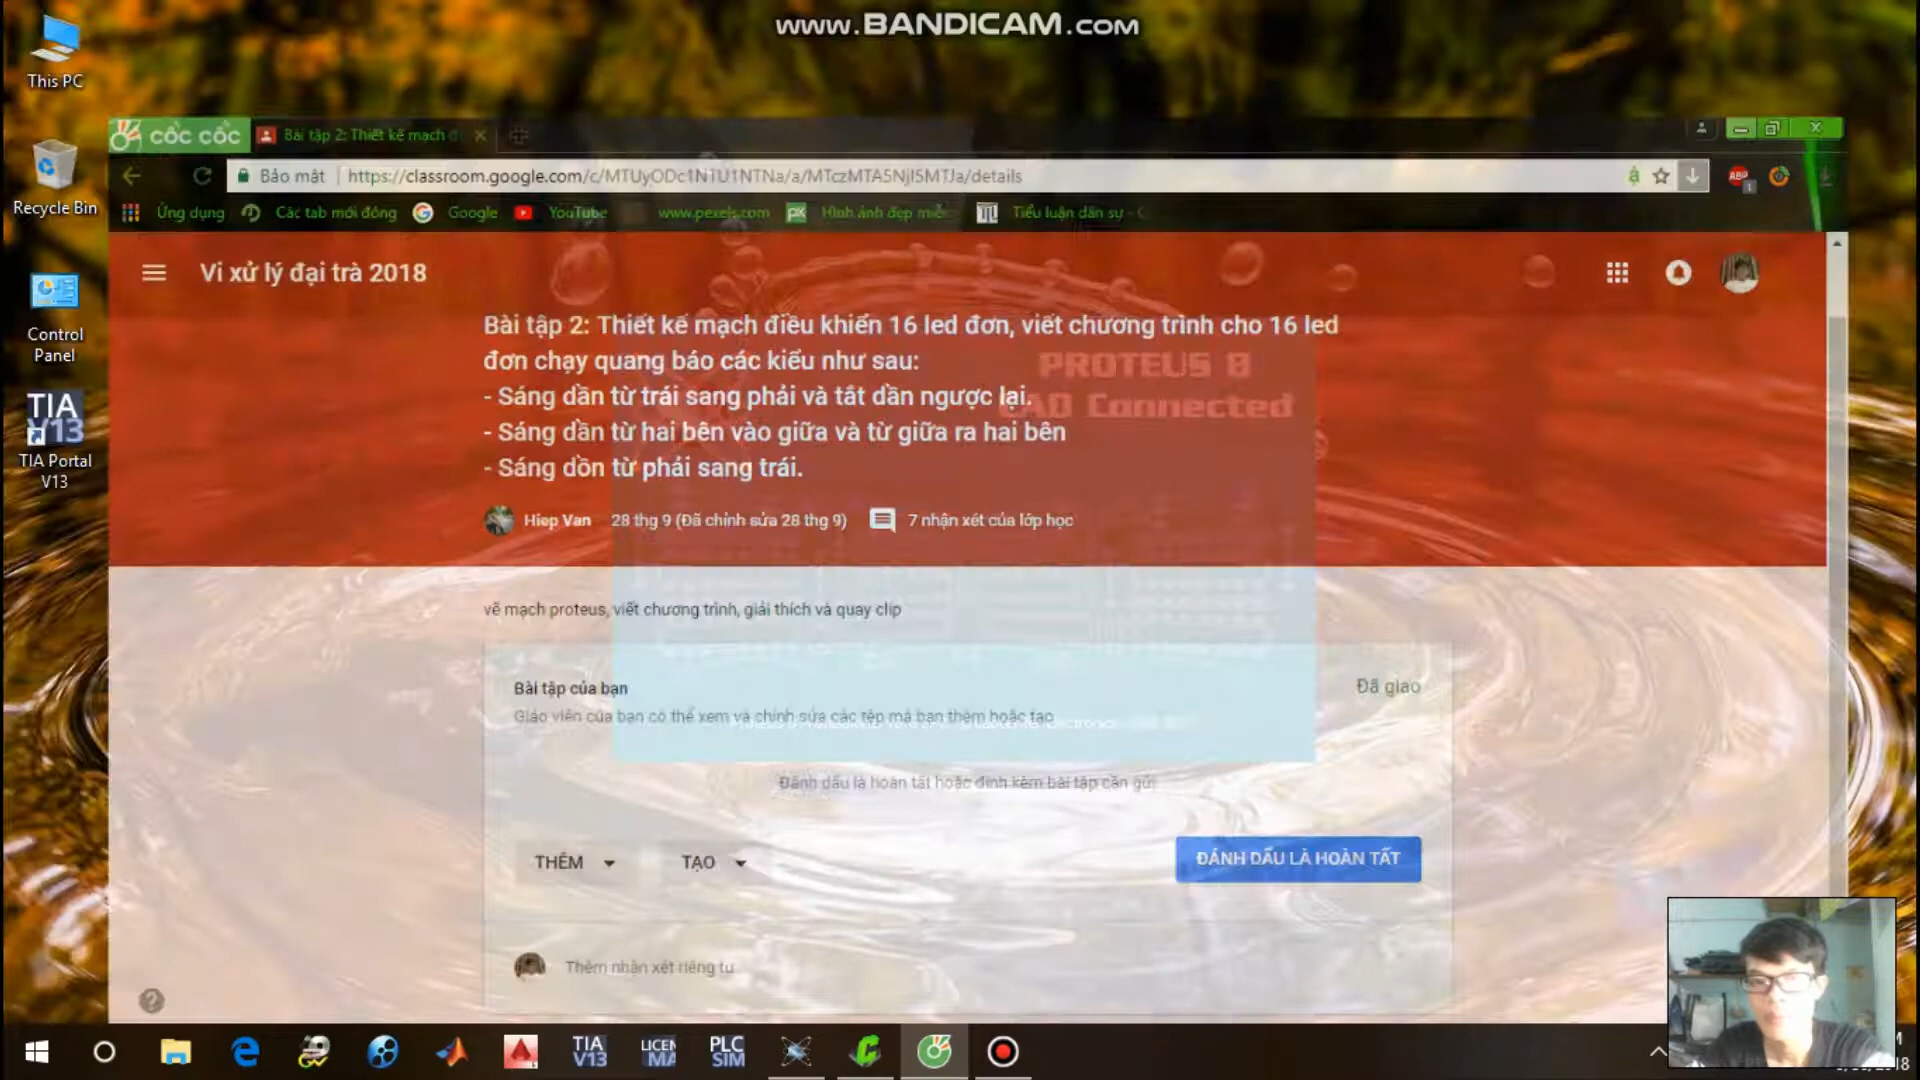 www.BANDICAM.com
This PC
Recycle Bin
Control
Panel
TIA
V13
TIA Portal
V13
cốc cốc
Bài tập 2: Thiết kế mạch đ
Bảo mật
https://classroom.google.com/c/MTUyODc1NTU1NTNa/a/MTczMTA5NjI5MTJa/details
ABP
1
Ứng dụng
Các tab mới đóng
Google
YouTube
www.pexels.com
px
Hình ảnh đẹp miễ
Tiểu luận dân sự - C
Vi xử lý đại trà 2018
Bài tập 2: Thiết kế mạch điều khiển 16 led đơn, viết chương trình cho 16 led
đơn chạy quang báo các kiểu như sau:
- Sáng dần từ trái sang phải và tắt dần ngược lại.
- Sáng dần từ hai bên vào giữa và từ giữa ra hai bên
- Sáng dồn từ phải sang trái.
PROTEUS 8
CAD Connected
Hiep Van
28 thg 9 (Đã chỉnh sửa 28 thg 9)
7 nhận xét của lớp học
vẽ mạch proteus, viết chương trình, giải thích và quay clip
Bài tập của bạn
Đã giao
Giáo viên của bạn có thể xem và chỉnh sửa các tệp mà bạn thêm hoặc tạo
Đánh dấu là hoàn tất hoặc đính kèm bài tập cần gửi
THÊM
TẠO
ĐÁNH DẤU LÀ HOÀN TẤT
Thêm nhận xét riêng tư
TIA
V13
LICEN
MA
PLC
SIM